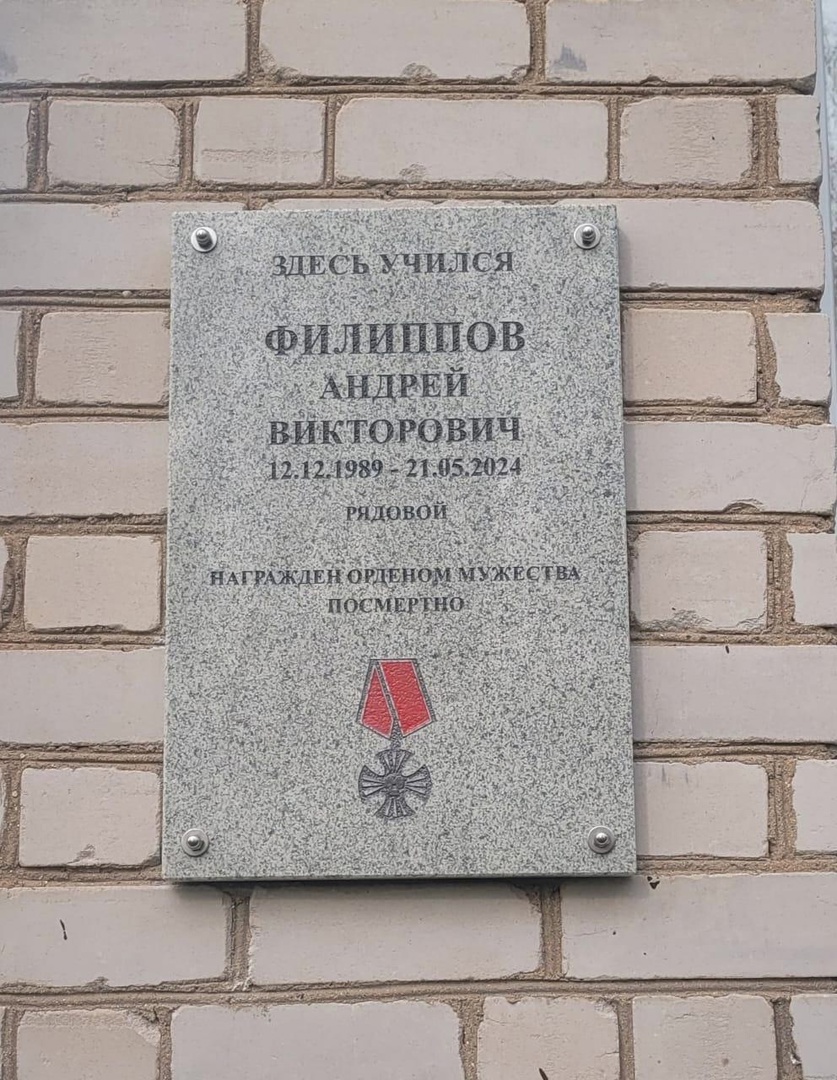 ЗДЕСЬ УЧИЛСЯ
ФИЛИППОВ
АНДРЕЙ
ВИКТОРОВИЧ
12.12.1989 - 21.05.2024
РЯДОВОЙ
НАГРАЖДЕН ОРДЕНОМ МУЖЕСТВА
ПОСМЕРТНО